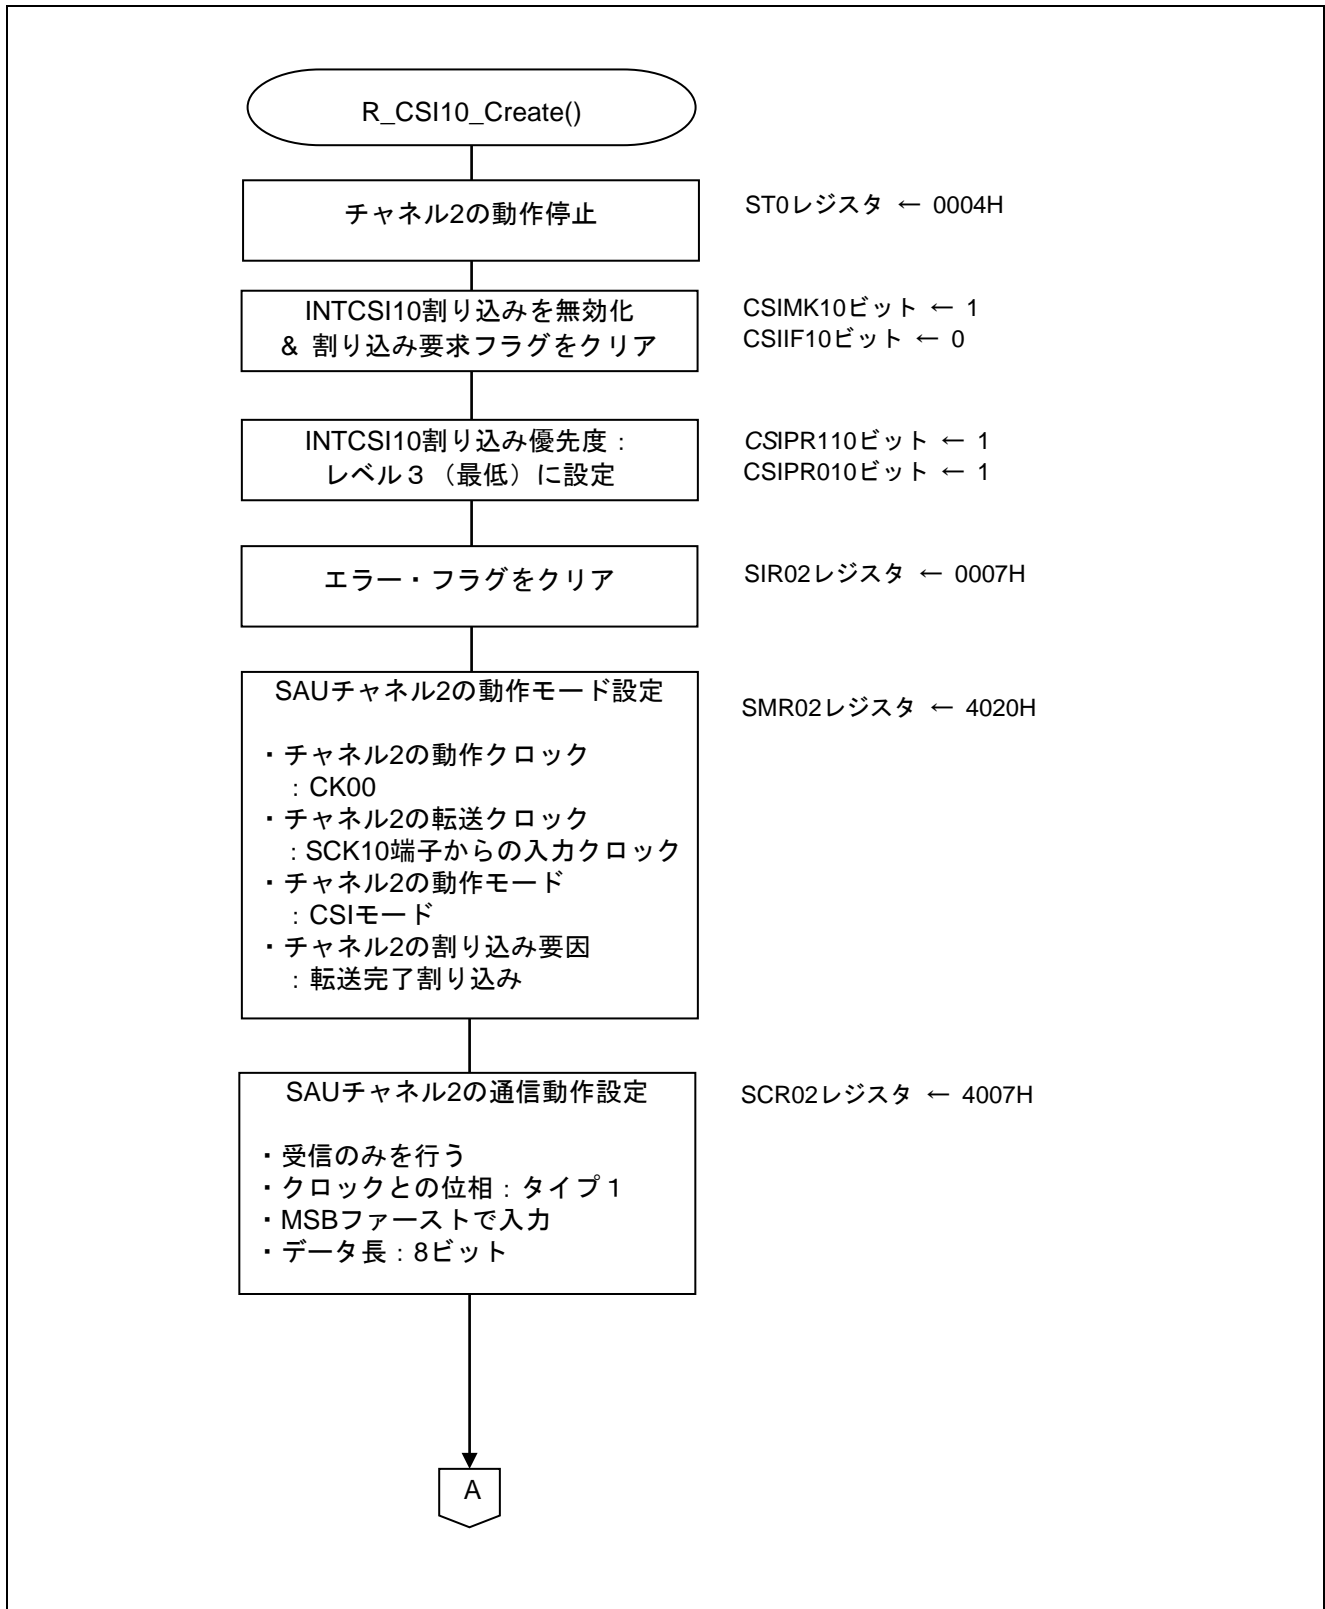 R_CSI10_Create()
チャネル2の動作停止
ST0レジスタ ← 0004H
INTCSI10割り込みを無効化
& 割り込み要求フラグをクリア
CSIMK10ビット ← 1
CSIIF10ビット ← 0
INTCSI10割り込み優先度：
レベル３（最低）に設定
CSIPR110ビット ← 1
CSIPR010ビット ← 1
エラー・フラグをクリア
SIR02レジスタ ← 0007H
SAUチャネル2の動作モード設定
・チャネル2の動作クロック
：CK00
・チャネル2の転送クロック
：SCK10端子からの入力クロック
・チャネル2の動作モード
：CSIモード
・チャネル2の割り込み要因
：転送完了割り込み
SMR02レジスタ ← 4020H
SAUチャネル2の通信動作設定
・受信のみを行う
・クロックとの位相：タイプ１
・MSBファーストで入力
・データ長：8ビット
SCR02レジスタ ← 4007H
A